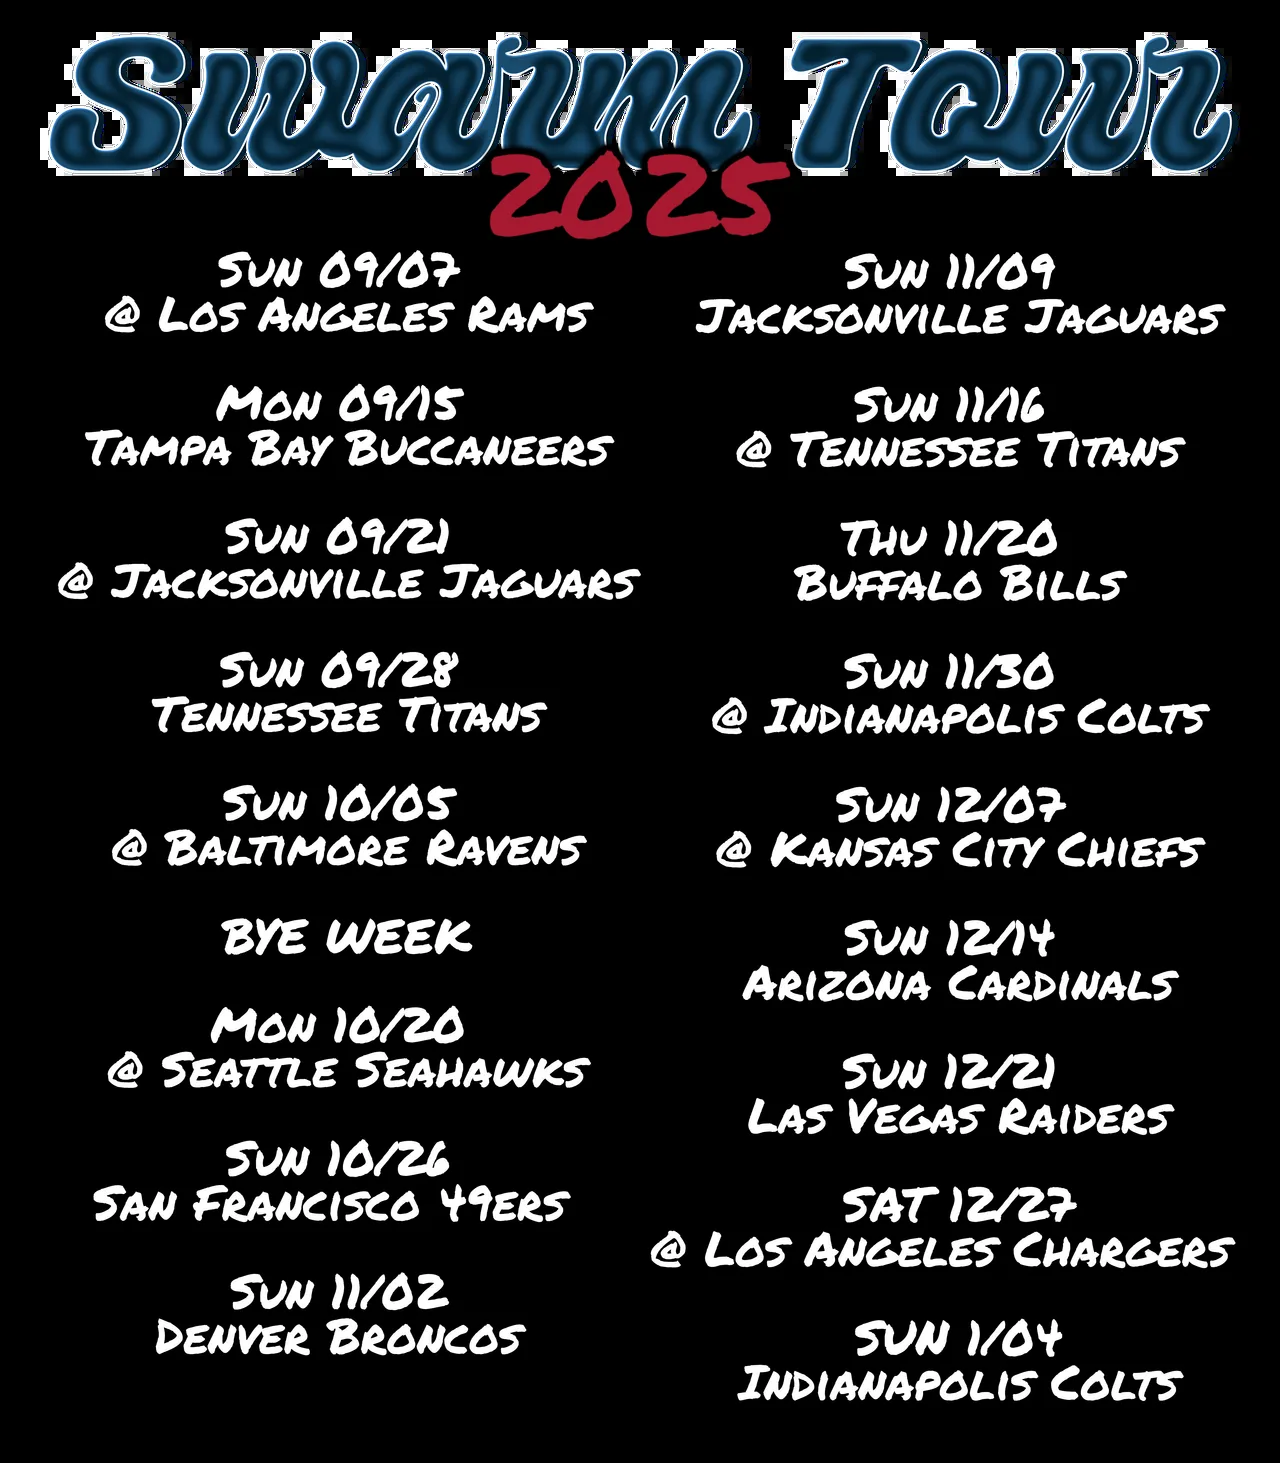 Swarm Tour
2025
Sun 09/07
@ Los Angeles Rams
Mon 09/15
Tampa Bay Buccaneers
Sun 09/21
@ Jacksonville Jaguars
Sun 09/28
Tennessee Titans
Sun 10/05
@ Baltimore Ravens
BYE WEEK
Mon 10/20
@ Seattle Seahawks
Sun 10/26
San Francisco 49ers
Sun 11/02
Denver Broncos
Sun 11/09
Jacksonville Jaguars
Sun 11/16
@ Tennessee Titans
Thu 11/20
Buffalo Bills
Sun 11/30
@ Indianapolis Colts
Sun 12/07
@ Kansas City Chiefs
Sun 12/14
Arizona Cardinals
Sun 12/21
Las Vegas Raiders
SAT 12/27
@ Los Angeles Chargers
SUN 1/04
Indianapolis Colts